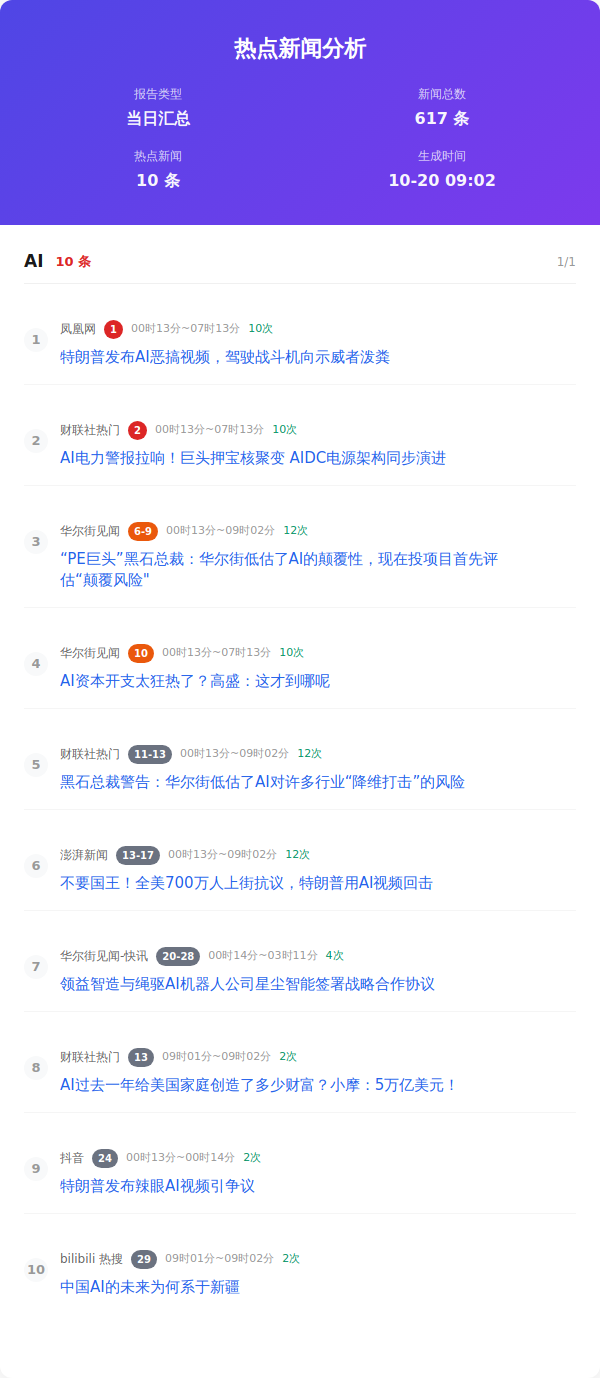 热点新闻分析
报告类型
新闻总数
当日汇总
617 条
热点新闻
生成时间
10 条
10-20 09:02
AI 10 条 1/1
1
凤凰网 1 00时13分~07时13分 10次
特朗普发布AI恶搞视频，驾驶战斗机向示威者泼粪
2
财联社热门 2 00时13分~07时13分 10次
AI电力警报拉响！巨头押宝核聚变 AIDC电源架构同步演进
3
华尔街见闻 6-9 00时13分~09时02分 12次
“PE巨头”黑石总裁：华尔街低估了AI的颠覆性，现在投项目首先评
估“颠覆风险"
4
华尔街见闻 10 00时13分~07时13分 10次
AI资本开支太狂热了？高盛：这才到哪呢
5
财联社热门 11-13 00时13分~09时02分 12次
黑石总裁警告：华尔街低估了AI对许多行业“降维打击”的风险
6
澎湃新闻 13-17 00时13分~09时02分 12次
不要国王！全美700万人上街抗议，特朗普用AI视频回击
7
华尔街见闻-快讯 20-28 00时14分~03时11分 4次
领益智造与绳驱AI机器人公司星尘智能签署战略合作协议
8
财联社热门 13 09时01分~09时02分 2次
AI过去一年给美国家庭创造了多少财富？小摩：5万亿美元！
9
抖音 24 00时13分~00时14分 2次
特朗普发布辣眼AI视频引争议
10
bilibili 热搜 29 09时01分~09时02分 2次
中国AI的未来为何系于新疆